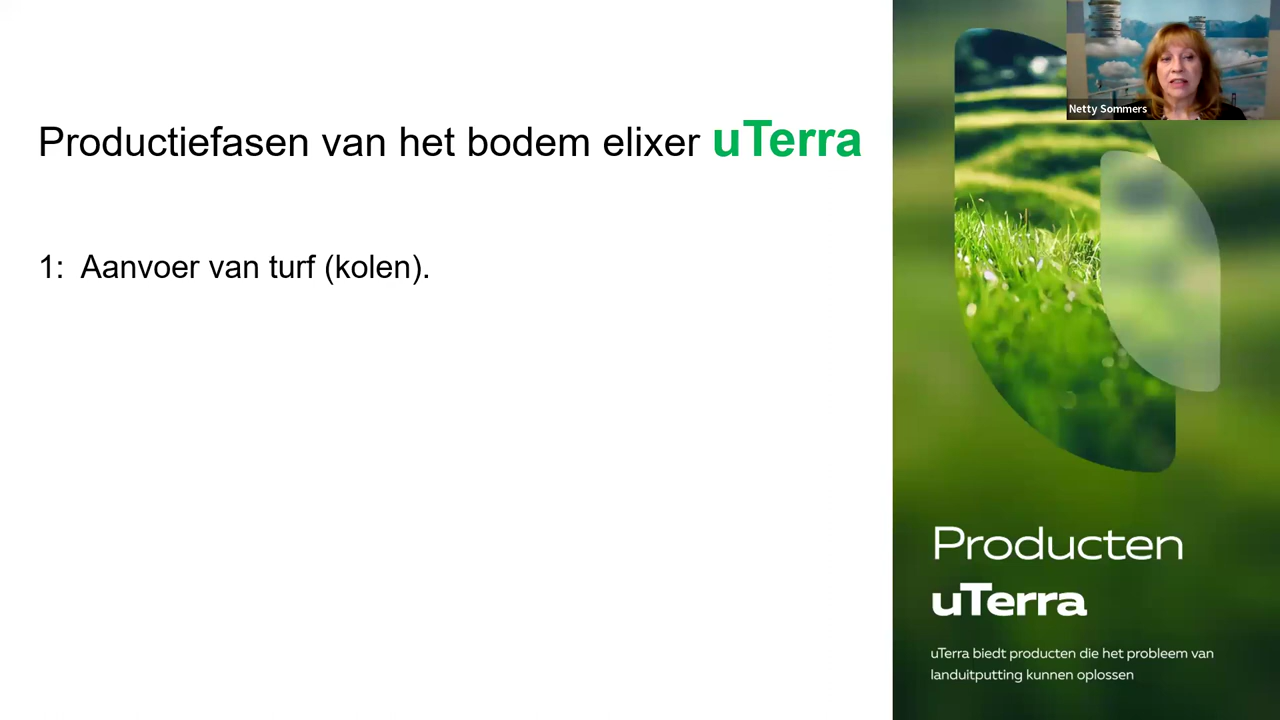 Productiefasen van het bodem elixer uTerra
1: Aanvoer van turf (kolen).
Netty Sommers
Producten
uTerra
uTerra biedt producten die het probleem van
landuitputting kunnen oplossen